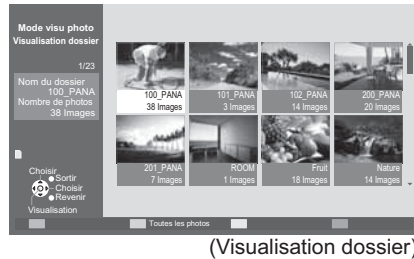 Mode visu photo
Visualisation dossier
1/23
Nom du dossier
100_PANA
Nombre de photos
38 Images
Choisir
Sortir
Choisir
Revenir
Visualisation
100_PANA
38 Images
101_PANA
3 Images
102_PANA
14 Images
200_PANA
20 Images
201_PANA
7 Images
ROOM
1 Images
Fruit
18 Images
Nature
14 Images
Toutes les photos
(Visualisation dossier)